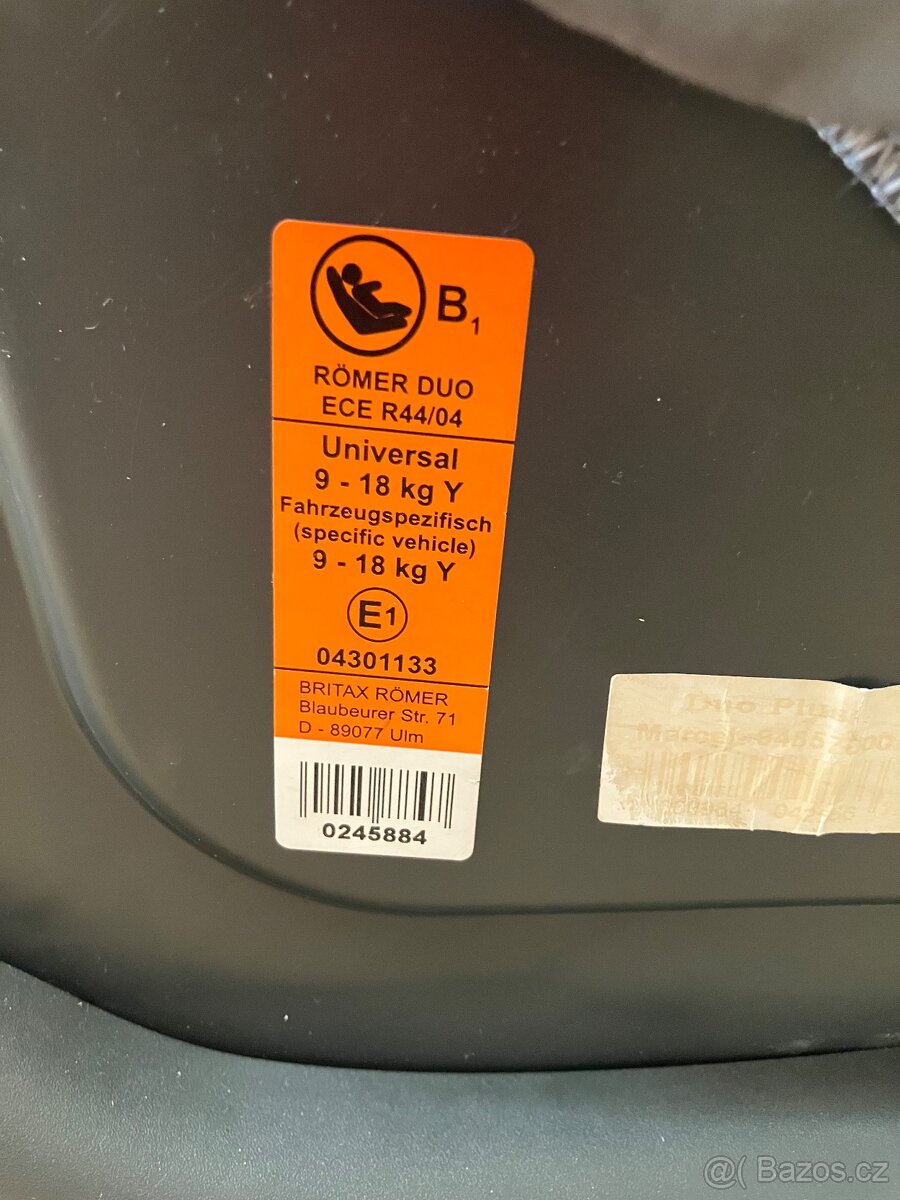 B1
RÖMER DUO
ECE R44/04
Universal
9 - 18 kg Y
Fahrzeugspezifisch
(specific vehicle)
9 - 18 kg Y
E1
04301133
BRITAX RÖMER
Blaubeurer Str. 71
D - 89077 Ulm
0245884
Duo Plus
@( Bazos.cz